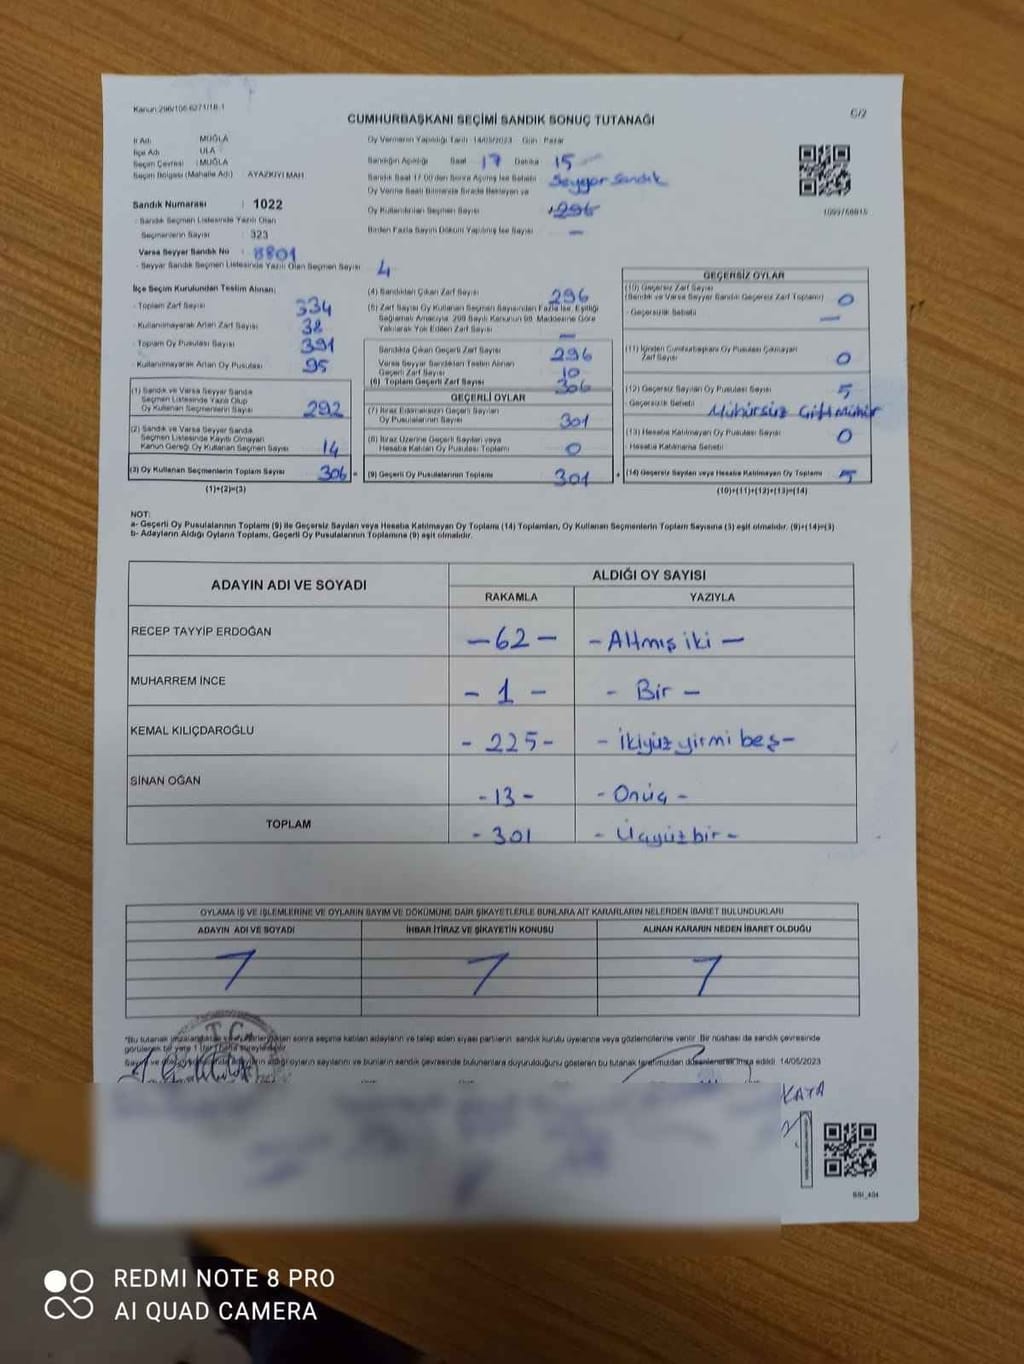 Kanun:296/106-6271/18-1
C/2
CUMHURBAŞKANI SEÇİMİ SANDIK SONUÇ TUTANAĞI
İl Adı: MUĞLA
İlçe Adı: ULA
Seçim Çevresi: MUĞLA
Seçim Bölgesi (Mahalle Adı) AYAZKIYI MAH
Sandık Numarası : 1022
- Sandık Seçmen Listesinde Yazılı Olan
Seçmenlerin Sayısı : 323
Varsa Seyyar Sandık No : 8801
- Seyyar Sandık Seçmen Listesinde Yazılı Olan Seçmen Sayısı 4
Oy Vermenin Yapıldığı Tarih 14/05/2023 Gün: Pazar
Sandığın Açıldığı Saat 17 Dakika 15
Sandık Saat 17.00'den Sonra Açılmış İse Sebebi Seyyar Sandık
Oy Verme Saati Bitiminde Sırada Bekleyen ve
Oy Kullandırılan Seçmen Sayısı 296
Birden Fazla Sayım Döküm Yapılmış İse Sayısı —
1099768815
İlçe Seçim Kurulundan Teslim Alınan;
- Toplam Zarf Sayısı 334
- Kullanılmayarak Artan Zarf Sayısı 38
- Toplam Oy Pusulası Sayısı 391
- Kullanılmayarak Artan Oy Pusulası 95
(1) Sandık ve Varsa Seyyar Sandık
Seçmen Listesinde Yazılı Olup
Oy Kullanan Seçmenlerin Sayısı 292
(2) Sandık ve Varsa Seyyar Sandık
Seçmen Listesinde Kayıtlı Olmayan
Kanun Gereği Oy Kullanan Seçmen Sayısı 14
(3) Oy Kullanan Seçmenlerin Toplam Sayısı 306
(1)+(2)=(3)
(4) Sandıktan Çıkan Zarf Sayısı 296
(5) Zarf Sayısı Oy Kullanan Seçmen Sayısından Fazla İse, Eşitliği
Sağlamak Amacıyla 298 Sayılı Kanunun 98. Maddesine Göre
Yakılarak Yok Edilen Zarf Sayısı —
Sandıkta Çıkan Geçerli Zarf Sayısı 296
Varsa Seyyar Sandıktan Teslim Alınan
Geçerli Zarf Sayısı 10
(6) Toplam Geçerli Zarf Sayısı 306
GEÇERLİ OYLAR
(7) İtiraz Edilmeksizin Geçerli Sayılan
Oy Pusulalarının Sayısı 301
(8) İtiraz Üzerine Geçerli Sayılan veya
Hesaba Katılan Oy Pusulaları Toplamı 0
(9) Geçerli Oy Pusulalarının Toplamı 301
GEÇERSİZ OYLAR
(10) Geçersiz Zarf Sayısı
(Sandık ve Varsa Seyyar Sandık Geçersiz Zarf Toplamı) 0
- Geçersizlik Sebebi —
(11) İçinden Cumhurbaşkanı Oy Pusulası Çıkmayan
Zarf Sayısı 0
(12) Geçersiz Sayılan Oy Pusulası Sayısı 5
- Geçersizlik Sebebi Mühürsüz Çift mühür
(13) Hesaba Katılmayan Oy Pusulası Sayısı 0
- Hesaba Katılmama Sebebi
(14) Geçersiz Sayılan veya Hesaba Katılmayan Oy Toplamı 5
(10)+(11)+(12)+(13)=(14)
NOT:
a- Geçerli Oy Pusulalarının Toplamı (9) ile Geçersiz Sayılan veya Hesaba Katılmayan Oy Toplamı (14) Toplamları, Oy Kullanan Seçmenlerin Toplam Sayısına (3) eşit olmalıdır. (9)+(14)=(3)
b- Adayların Aldığı Oyların Toplamı, Geçerli Oy Pusulalarının Toplamına (9) eşit olmalıdır.
ADAYIN ADI VE SOYADI ALDIĞI OY SAYISI
RAKAMLA YAZIYLA
RECEP TAYYİP ERDOĞAN -62- -Altmış iki-
MUHARREM İNCE -1- -Bir-
KEMAL KILIÇDAROĞLU -225- -İkiyüz yirmi beş-
SİNAN OĞAN -13- -Onüç-
TOPLAM -301 -Üçyüz bir-
OYLAMA İŞ VE İŞLEMLERİNE VE OYLARIN SAYIM VE DÖKÜMÜNE DAİR ŞİKAYETLERLE BUNLARA AİT KARARLARIN NELERDEN İBARET BULUNDUKLARI
ADAYIN ADI VE SOYADI İHBAR İTİRAZ VE ŞİKAYETİN KONUSU ALINAN KARARIN NEDEN İBARET OLDUĞU
T.C.
*Bu tutanak sonra seçime katılan adayların ve talep eden siyasi partilerin sandık kurulu üyelerine veya gözlemcilerine verilir. Bir nüshası da sandık çevresinde
görülecek bir yere
aldığı oyların sayılarını ve bunların sandık çevresinde bulunanlara duyurulduğunu gösteren bu tutanak tarafımızdan düzenlenerek imza edildi. 14/05/2023
KAYA
SSI_404
REDMI NOTE 8 PRO
AI QUAD CAMERA